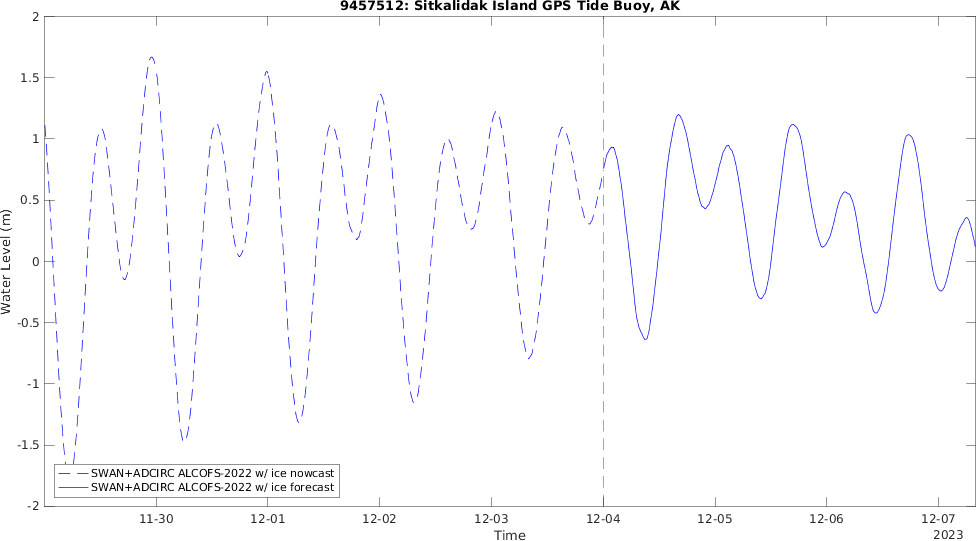 9457512: Sitkalidak Island GPS Tide Buoy, AK
2
1.5
1
0.5
0
-0.5
-1
-1.5
-2
Water Level (m)
SWAN+ADCIRC ALCOFS-2022 w/ ice nowcast
SWAN+ADCIRC ALCOFS-2022 w/ ice forecast
11-30 12-01 12-02 12-03 12-04 12-05 12-06 12-07
Time 2023